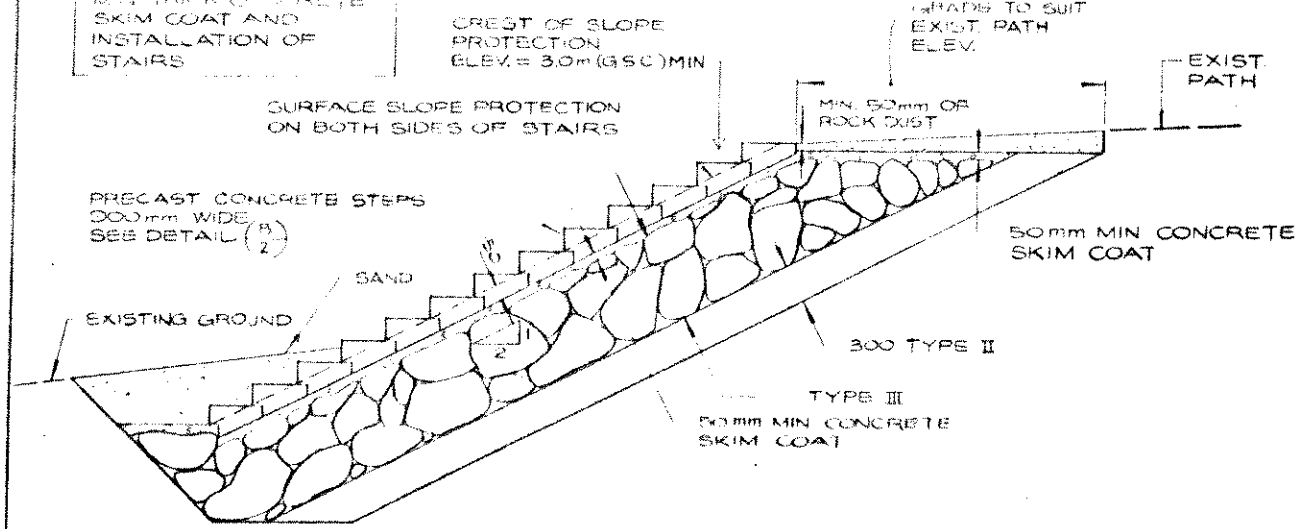 SKIM COAT AND
INSTALLATION OF
STAIRS
CREST OF SLOPE
PROTECTION
ELEV. = 3.0m (GSC) MIN
GRADE TO SUIT
EXIST. PATH
ELEV.
EXIST.
PATH
SURFACE SLOPE PROTECTION
ON BOTH SIDES OF STAIRS
MIN. 50mm OF
ROCK DUST
PRECAST CONCRETE STEPS
mm WIDE
SEE DETAIL
2
50mm MIN CONCRETE
SKIM COAT
SAND
EXISTING GROUND
1
2
300 TYPE II
TYPE III
50mm MIN CONCRETE
SKIM COAT